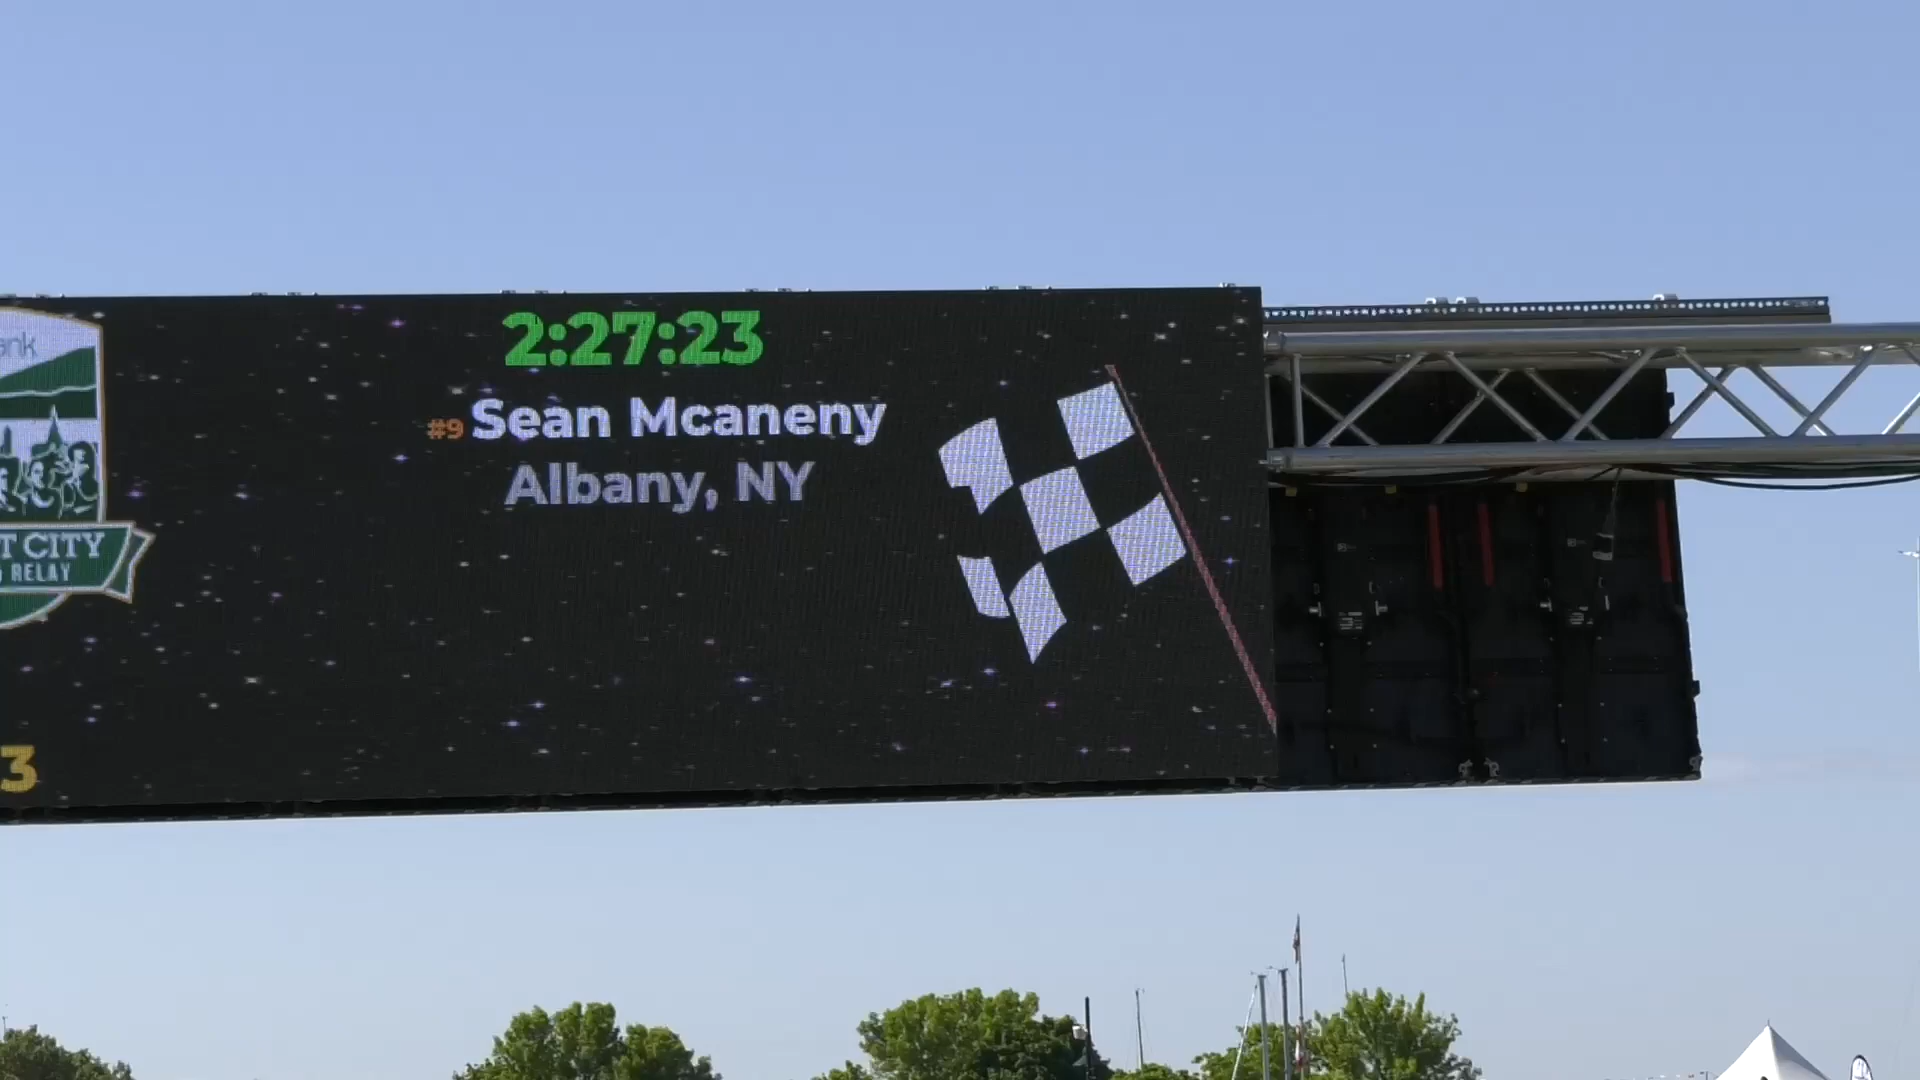 ank
T CITY
RELAY
2:27:23
#9 Sean Mcaneny
Albany, NY
3